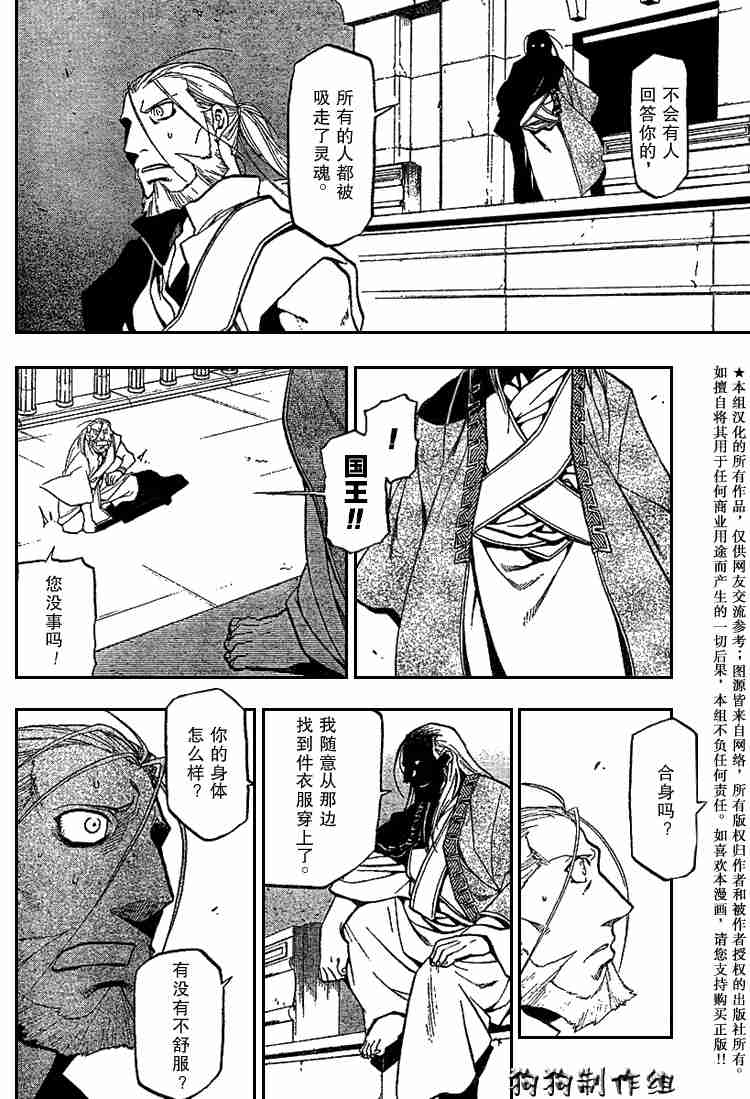 不会有人
回答你的,
所有的人都被
吸走了灵魂。
!
国王!!
您没事吗!
合身吗?
我随意从那边
找到件衣服穿上了。
你的身体
怎么样?
有没有不舒服?
★本组汉化的所有作品,仅供网友交流参考;图源皆来自网络,所有版权归作者和被作者授权的出版社所有。
如擅自将其用于任何商业用途而产生的一切后果,本组不负任何责任。如喜欢本漫画,请您支持购买正版!!
狗狗制作组